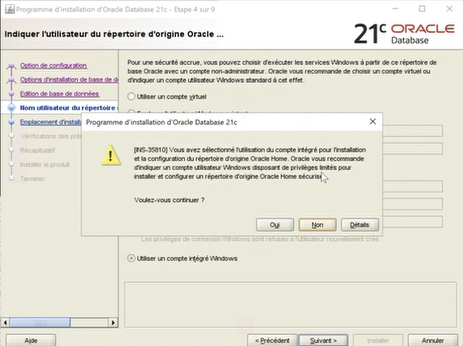 Programme d'installation d'Oracle Database 21c - Etape 4 sur 9
Indiquer l'utilisateur du répertoire d'origine Oracle ...
21c ORACLE
Database
Option de configuration
Options d'installation de base de d
Edition de base de données
Nom utilisateur du répertoire
Emplacement d'install
Vérifications des pré
Récapitulatif
Installer le produit
Terminer
Pour une sécurité accrue, vous pouvez choisir d'exécuter les services Windows à partir de ce répertoire de
base Oracle avec un compte non-administrateur. Oracle vous recommande de choisir un compte virtuel ou
d'indiquer un compte utilisateur Windows standard à cet effet.
Utiliser un compte virtuel
Programme d'installation d'Oracle Database 21c
[INS-35810] Vous avez sélectionné l'utilisation du compte intégré pour l'installation
et la configuration du répertoire d'origine Oracle Home. Oracle vous recommande
d'indiquer un compte utilisateur Windows disposant de privilèges limités pour
installer et configurer un répertoire d'origine Oracle Home sécurisé.
Voulez-vous continuer ?
Oui
Non
Détails
Les privilèges de connexion Windows sont refusés à l'utilisateur nouvellement créé.
Utiliser un compte intégré Windows
Aide
< Précédent
Suivant >
Installer
Annuler